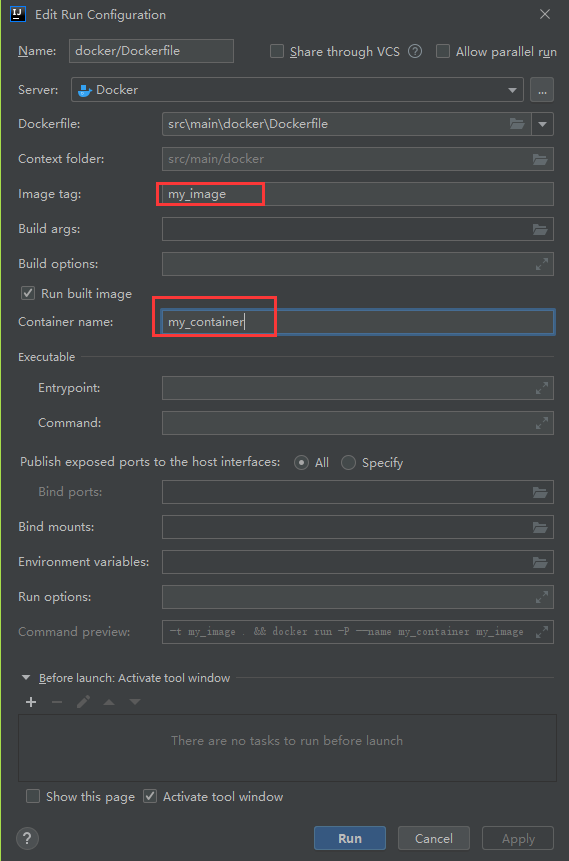 Edit Run Configuration
Name: docker/Dockerfile Share through VCS ? Allow parallel run
Server: Docker ...
Dockerfile: src\main\docker\Dockerfile
Context folder: src/main/docker
Image tag: my_image
Build args:
Build options:
Run built image
Container name: my_container
Executable
Entrypoint:
Command:
Publish exposed ports to the host interfaces: All Specify
Bind ports:
Bind mounts:
Environment variables:
Run options:
Command preview: -t my_image . && docker run -P --name my_container my_image
Before launch: Activate tool window
There are no tasks to run before launch
Show this page Activate tool window
? Run Cancel Apply